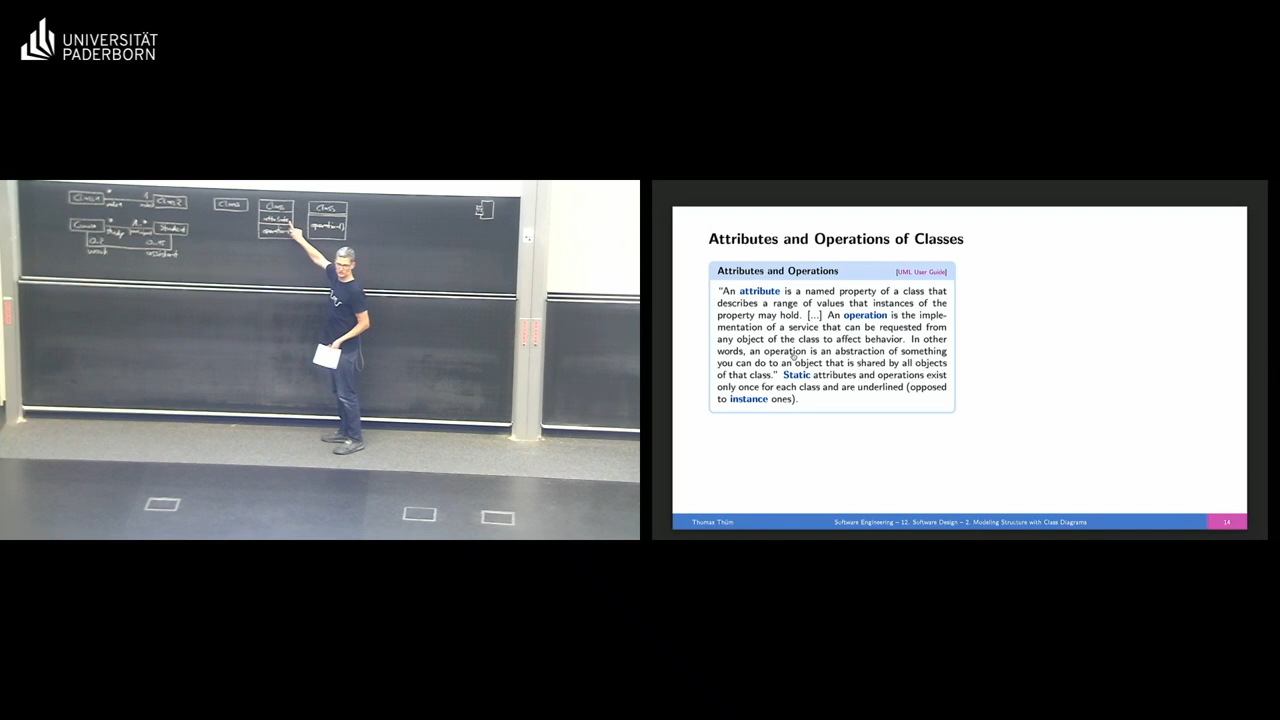 UNIVERSITÄT
PADERBORN
Class
Class
Class
operation()
Attributes and Operations of Classes
Attributes and Operations [UML User Guide]
"An attribute is a named property of a class that
describes a range of values that instances of the
property may hold. [...] An operation is the imple-
mentation of a service that can be requested from
any object of the class to affect behavior. In other
words, an operation is an abstraction of something
you can do to an object that is shared by all objects
of that class." Static attributes and operations exist
only once for each class and are underlined (opposed
to instance ones).
Thomas Thüm Software Engineering – 12. Software Design – 2. Modeling Structure with Class Diagrams 14